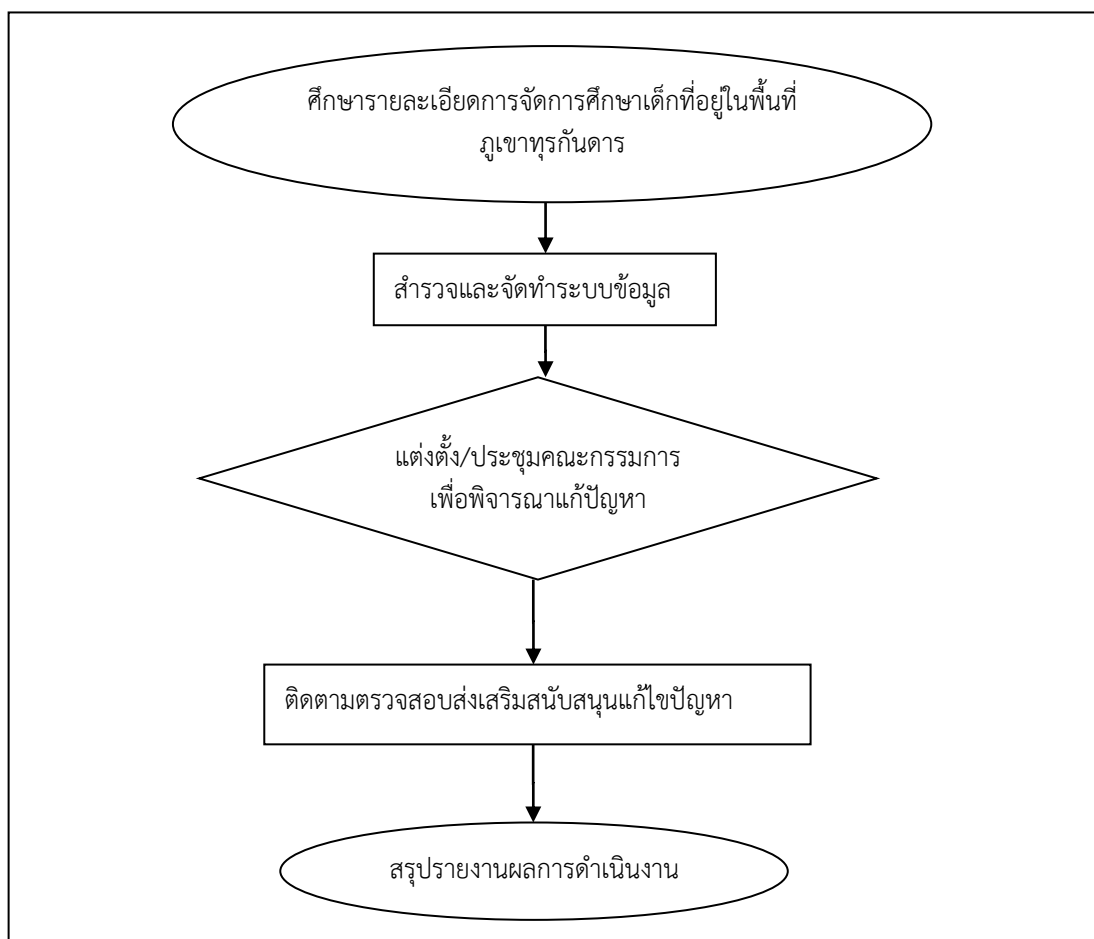 ศึกษารายละเอียดการจัดการศึกษาเด็กที่อยู่ในพื้นที่
ภูเขาทุรกันดาร
สำรวจและจัดทำระบบข้อมูล
แต่งตั้ง/ประชุมคณะกรรมการ
เพื่อพิจารณาแก้ปัญหา
ติดตามตรวจสอบส่งเสริมสนับสนุนแก้ไขปัญหา
สรุปรายงานผลการดำเนินงาน